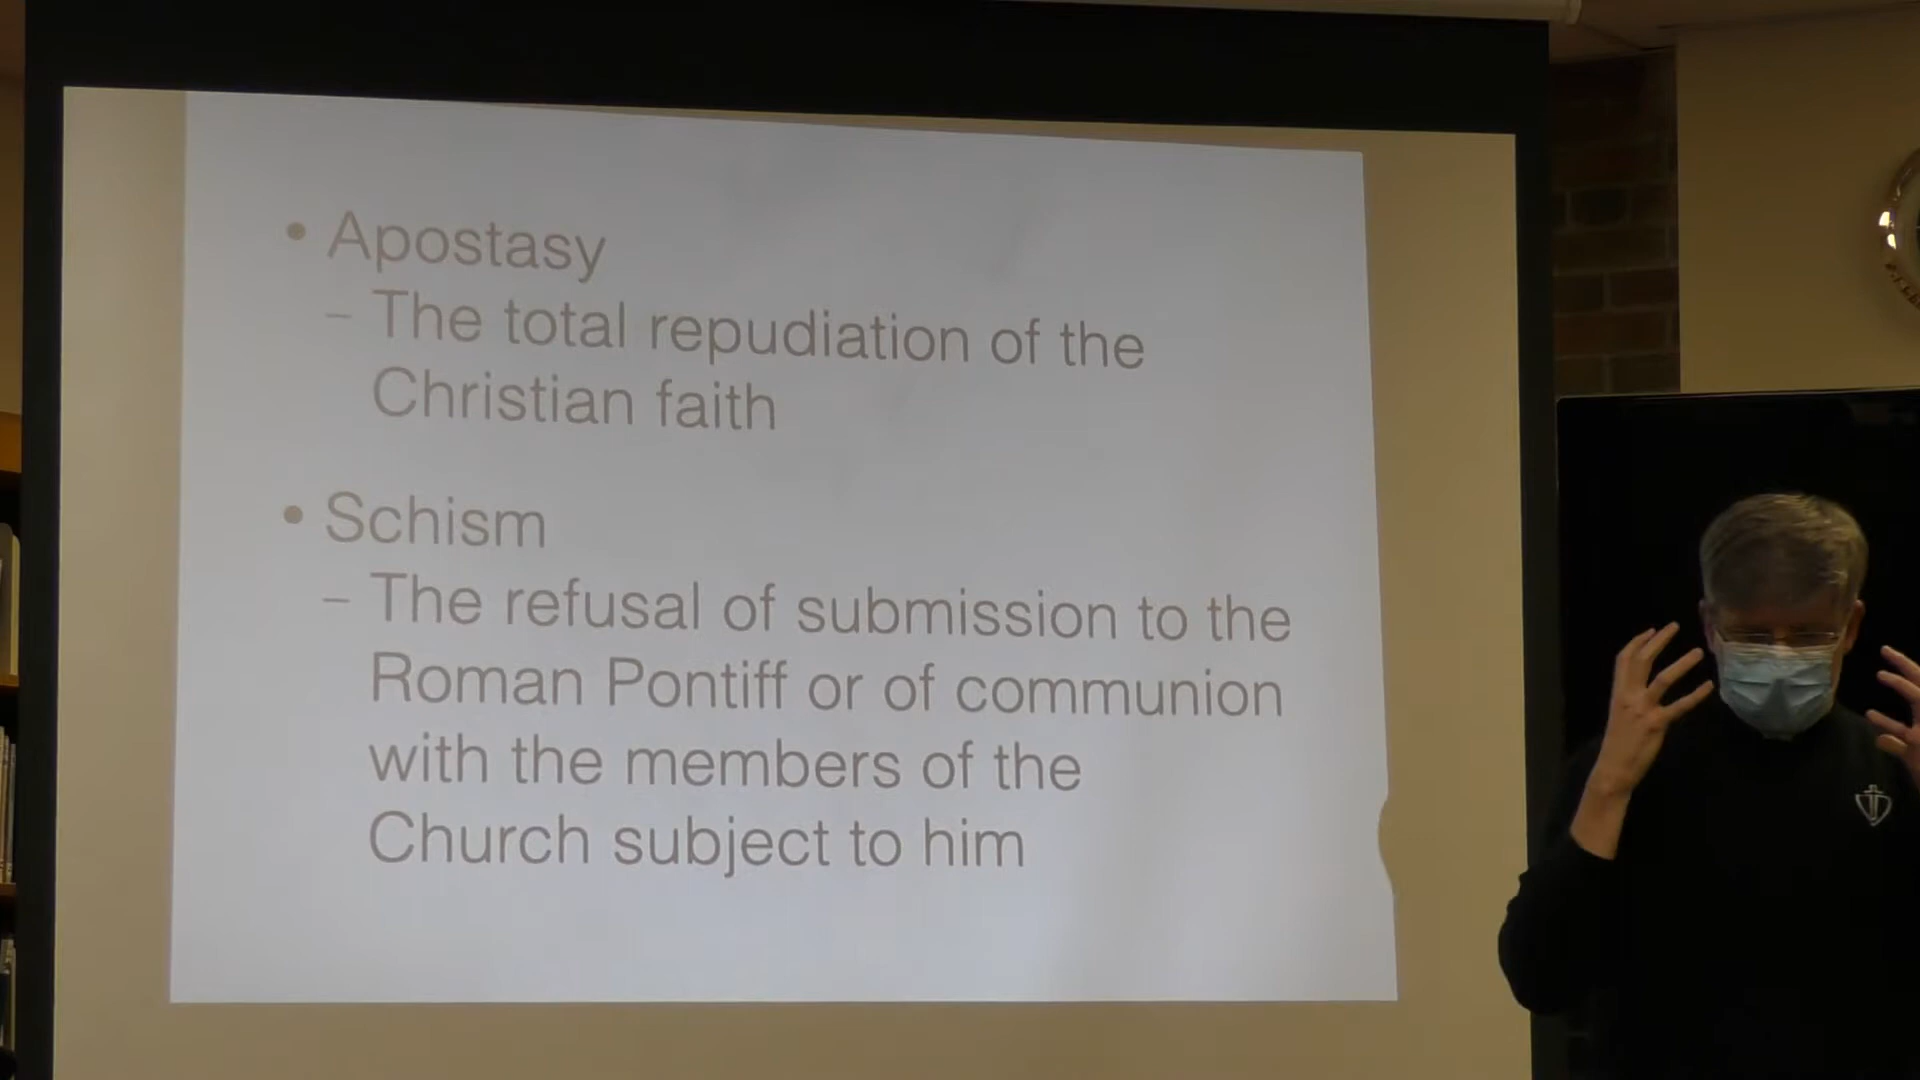 • Apostasy
– The total repudiation of the
Christian faith
• Schism
– The refusal of submission to the
Roman Pontiff or of communion
with the members of the
Church subject to him